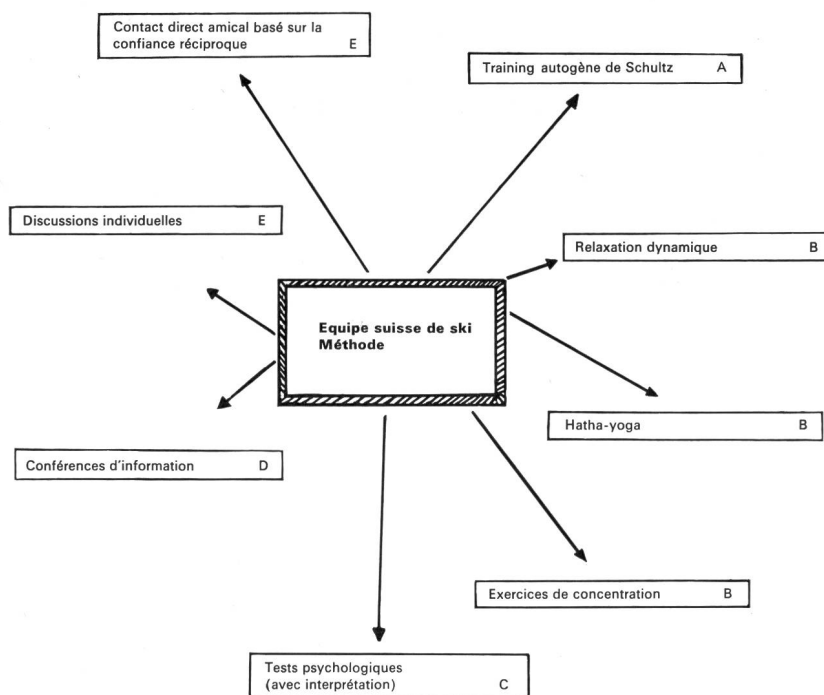 Contact direct amical basé sur la
confiance réciproque E
Training autogène de Schultz A
Discussions individuelles E
Relaxation dynamique B
Equipe suisse de ski
Méthode
Hatha-yoga B
Conférences d'information D
Exercices de concentration B
Tests psychologiques
(avec interprétation) C